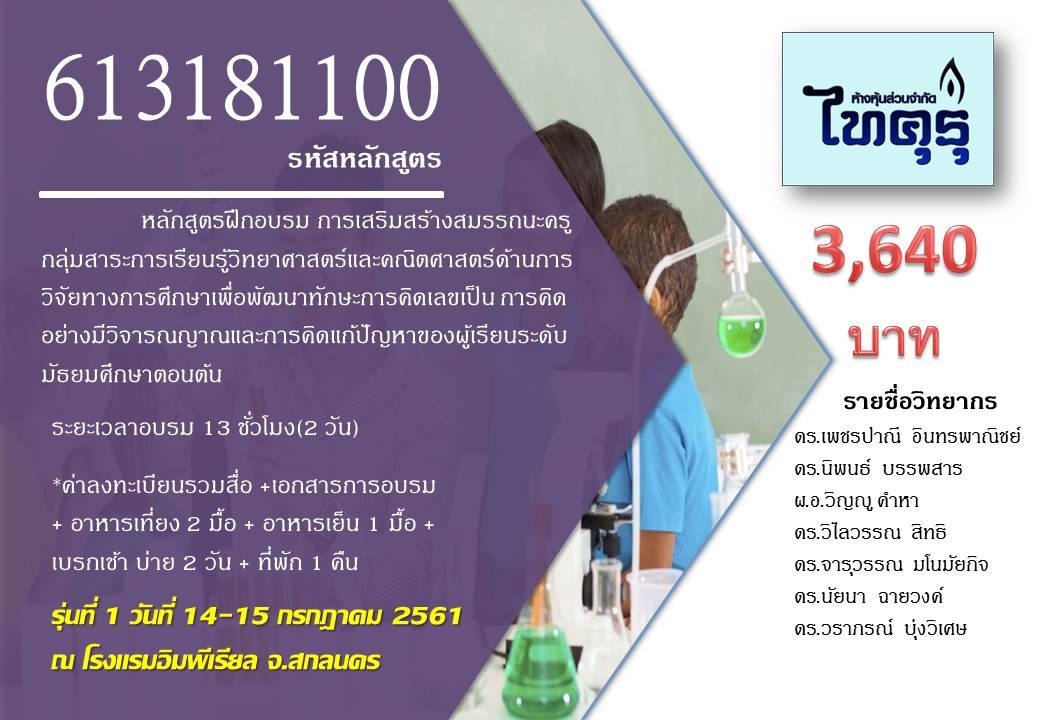 613181100
รหัสหลักสูตร
หลักสูตรฝึกอบรม การเสริมสร้างสมรรถนะครู
กลุ่มสาระการเรียนรู้วิทยาศาสตร์และคณิตศาสตร์ด้านการ
วิจัยทางการศึกษาเพื่อพัฒนาทักษะการคิดเลขเป็น การคิด
อย่างมีวิจารณญาณและการคิดแก้ปัญหาของผู้เรียนระดับ
มัธยมศึกษาตอนต้น
ระยะเวลาอบรม 13 ชั่วโมง(2 วัน)
*ค่าลงทะเบียนรวมสื่อ +เอกสารการอบรม
+ อาหารเที่ยง 2 มื้อ + อาหารเย็น 1 มื้อ +
เบรกเช้า บ่าย 2 วัน + ที่พัก 1 คืน
รุ่นที่ 1 วันที่ 14-15 กรกฎาคม 2561
ณ โรงแรมอิมพีเรียล จ.สกลนคร
ห้างหุ้นส่วนจำกัด
ไทคุรุ
3,640
บาท
รายชื่อวิทยากร
ดร.เพชรปาณี อินทรพาณิชย์
ดร.นิพนธ์ บรรพสาร
ผ.อ.วิญญู คำหา
ดร.วิไลวรรณ สิทธิ
ดร.จารุวรรณ มโนมัยกิจ
ดร.นัยนา ฉายวงค์
ดร.วราภรณ์ บุ่งวิเศษ